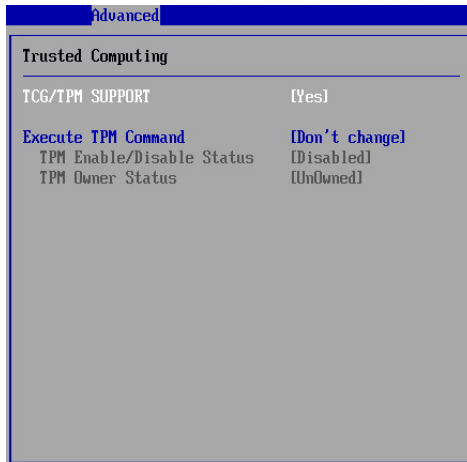 Advanced
Trusted Computing
TCG/TPM SUPPORT [Yes]
Execute TPM Command [Don't change]
TPM Enable/Disable Status [Disabled]
TPM Owner Status [UnOwned]